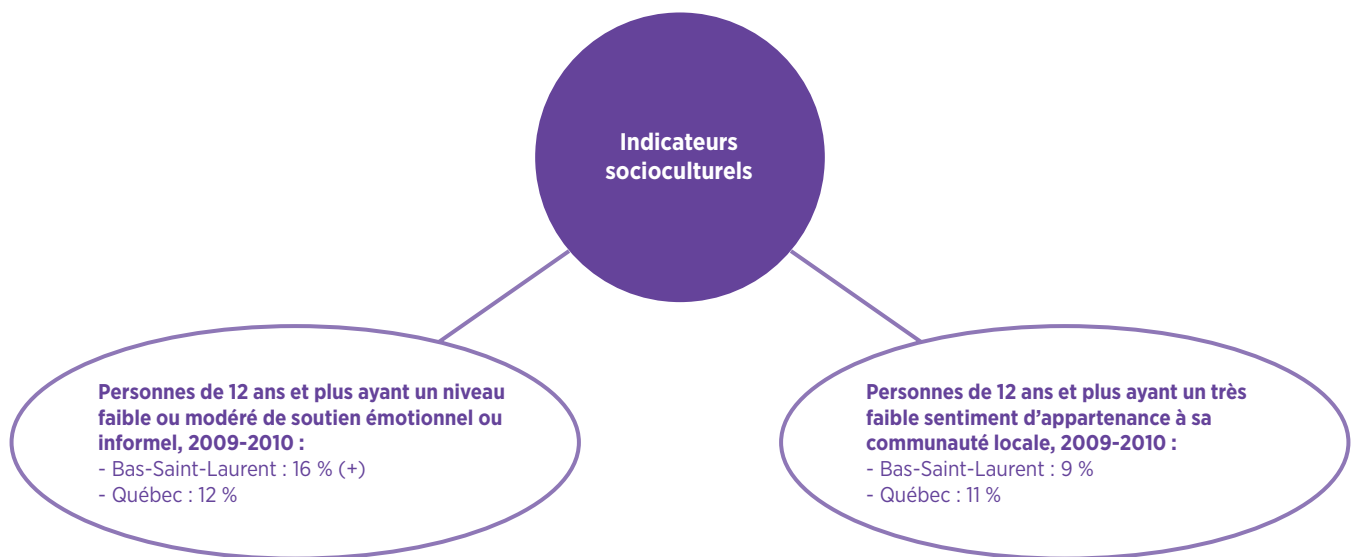 Indicateurs
socioculturels
Personnes de 12 ans et plus ayant un niveau
faible ou modéré de soutien émotionnel ou
informel, 2009-2010 :
- Bas-Saint-Laurent : 16 % (+)
- Québec : 12 %
Personnes de 12 ans et plus ayant un très
faible sentiment d’appartenance à sa
communauté locale, 2009-2010 :
- Bas-Saint-Laurent : 9 %
- Québec : 11 %